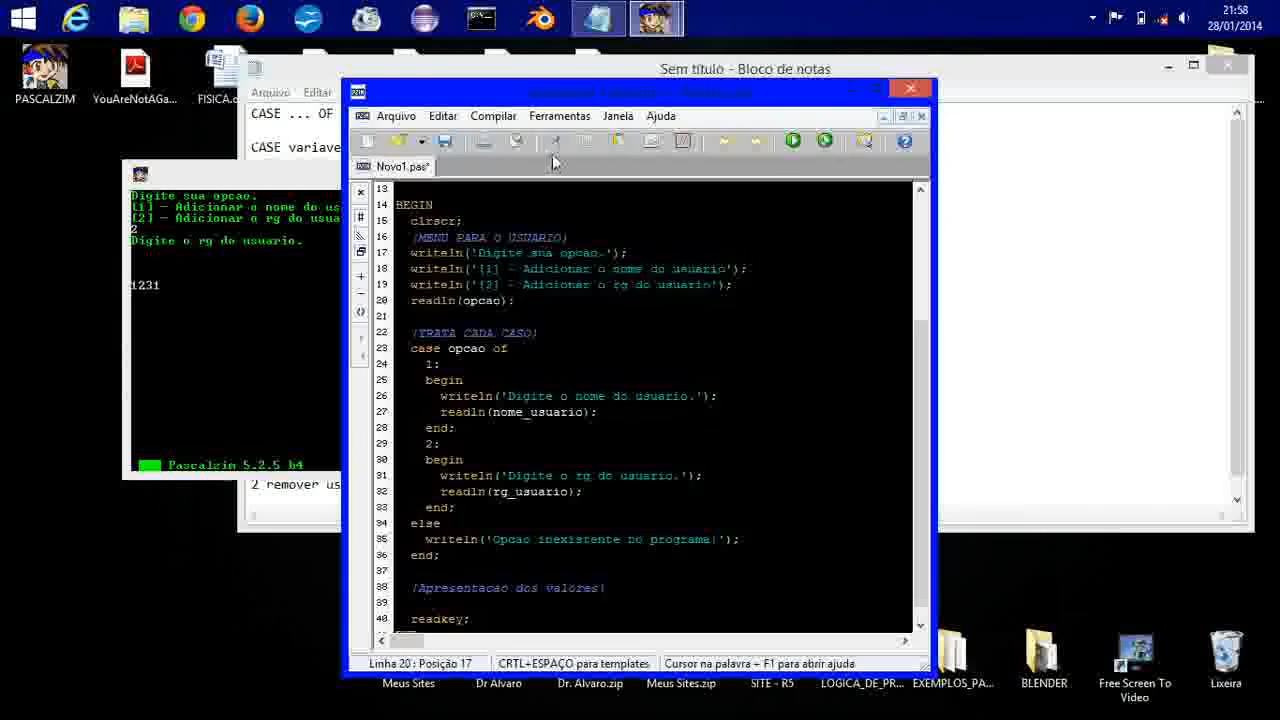 21:58
28/01/2014
PASCALZIM
YouAreNotAGa...
FISICA.o
Sem título - Bloco de notas
Arquivo Editar
CASE ... OF
CASE variave
2 remover us
Digite sua opcao.
[1] - Adicionar o nome do us
[2] - Adicionar o rg do usua
2
Digite o rg do usuario.
1231
Pascalzim 5.2.5 b4
Arquivo Editar Compilar Ferramentas Janela Ajuda
Novo1.pas*
13
14 BEGIN
15 clrscr;
16 {MENU PARA O USUARIO}
17 writeln('Digite sua opcao.');
18 writeln('[1] - Adicionar o nome do usuario');
19 writeln('[2] - Adicionar o rg do usuario');
20 readln(opcao);
21
22 {TRATA CADA CASO}
23 case opcao of
24 1:
25 begin
26 writeln('Digite o nome do usuario.');
27 readln(nome_usuario);
28 end;
29 2:
30 begin
31 writeln('Digite o rg do usuario.');
32 readln(rg_usuario);
33 end;
34 else
35 writeln('Opcao inexistente no programa!');
36 end;
37
38 {Apresentacao dos valores}
39
40 readkey;
Linha 20 : Posição 17 CRTL+ESPAÇO para templates Cursor na palavra + F1 para abrir ajuda
Meus Sites
Dr Alvaro
Dr. Alvaro.zip
Meus Sites.zip
SITE - R5
LOGICA_DE_PR...
EXEMPLOS_PA...
BLENDER
Free Screen To Video
Lixeira